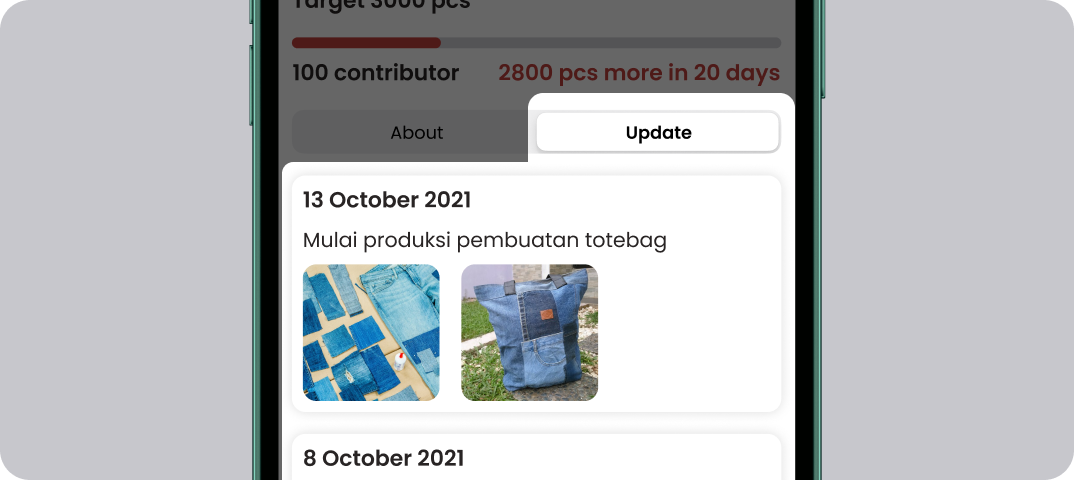 Target 3000 pcs
100 contributor 2800 pcs more in 20 days
About Update
13 October 2021
Mulai produksi pembuatan totebag
8 October 2021